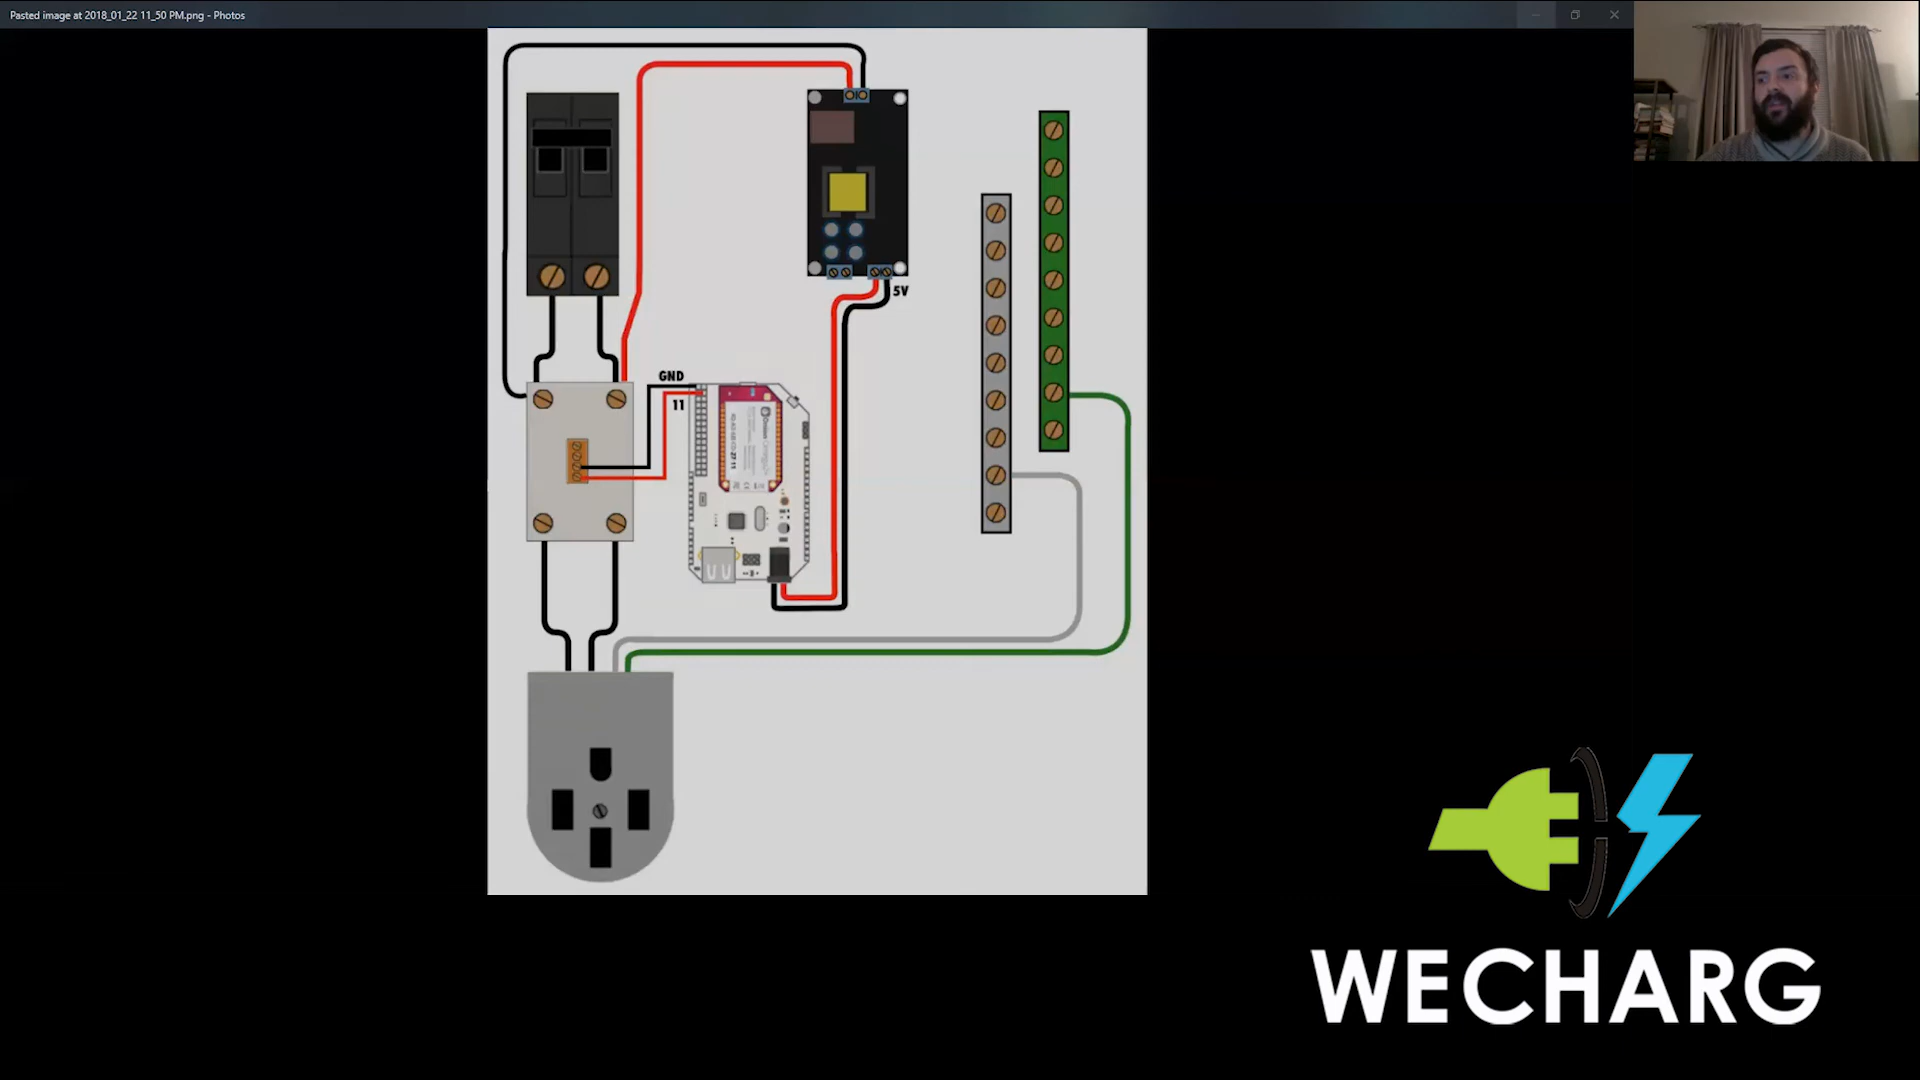 Pasted image at 2018_01_22 11_50 PM.png - Photos
5V
GND
11
WECHARG